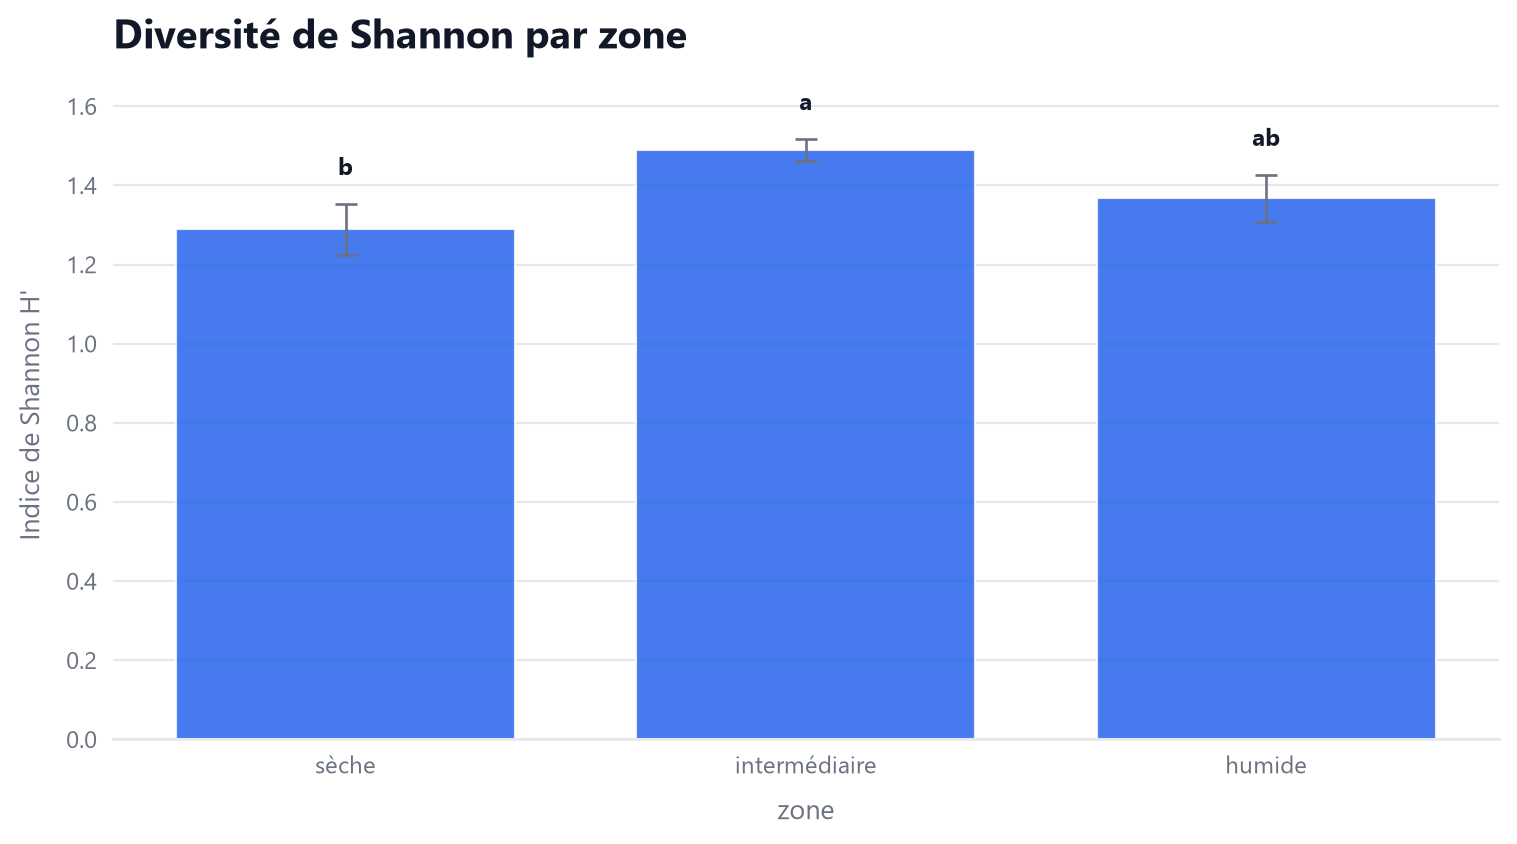 Diversité de Shannon par zone
Indice de Shannon H'
1.6
1.4
1.2
1.0
0.8
0.6
0.4
0.2
0.0
b
a
ab
sèche
intermédiaire
humide
zone